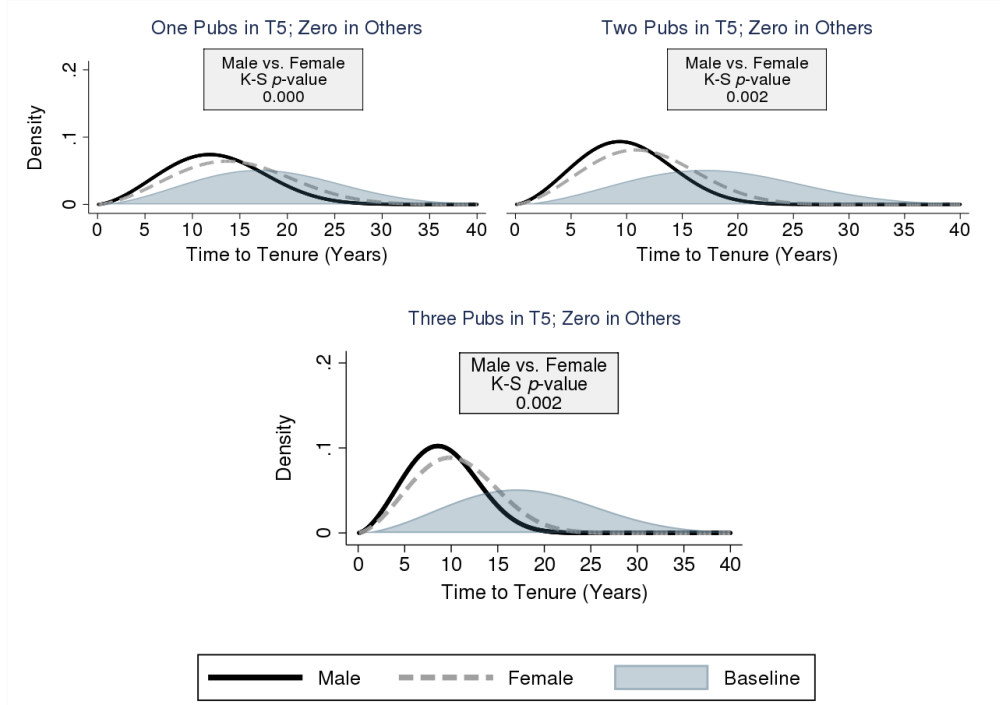 One Pubs in T5; Zero in Others
Male vs. Female
K-S p-value
0.000
Density
.2
.1
0
0 5 10 15 20 25 30 35 40
Time to Tenure (Years)
Two Pubs in T5; Zero in Others
Male vs. Female
K-S p-value
0.002
0 5 10 15 20 25 30 35 40
Time to Tenure (Years)
Three Pubs in T5; Zero in Others
Male vs. Female
K-S p-value
0.002
Density
.2
.1
0
0 5 10 15 20 25 30 35 40
Time to Tenure (Years)
Male Female Baseline